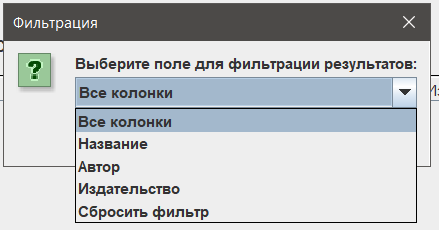 Фильтрация
Выберите поле для фильтрации результатов:
Все колонки
Все колонки
Название
Автор
Издательство
Сбросить фильтр